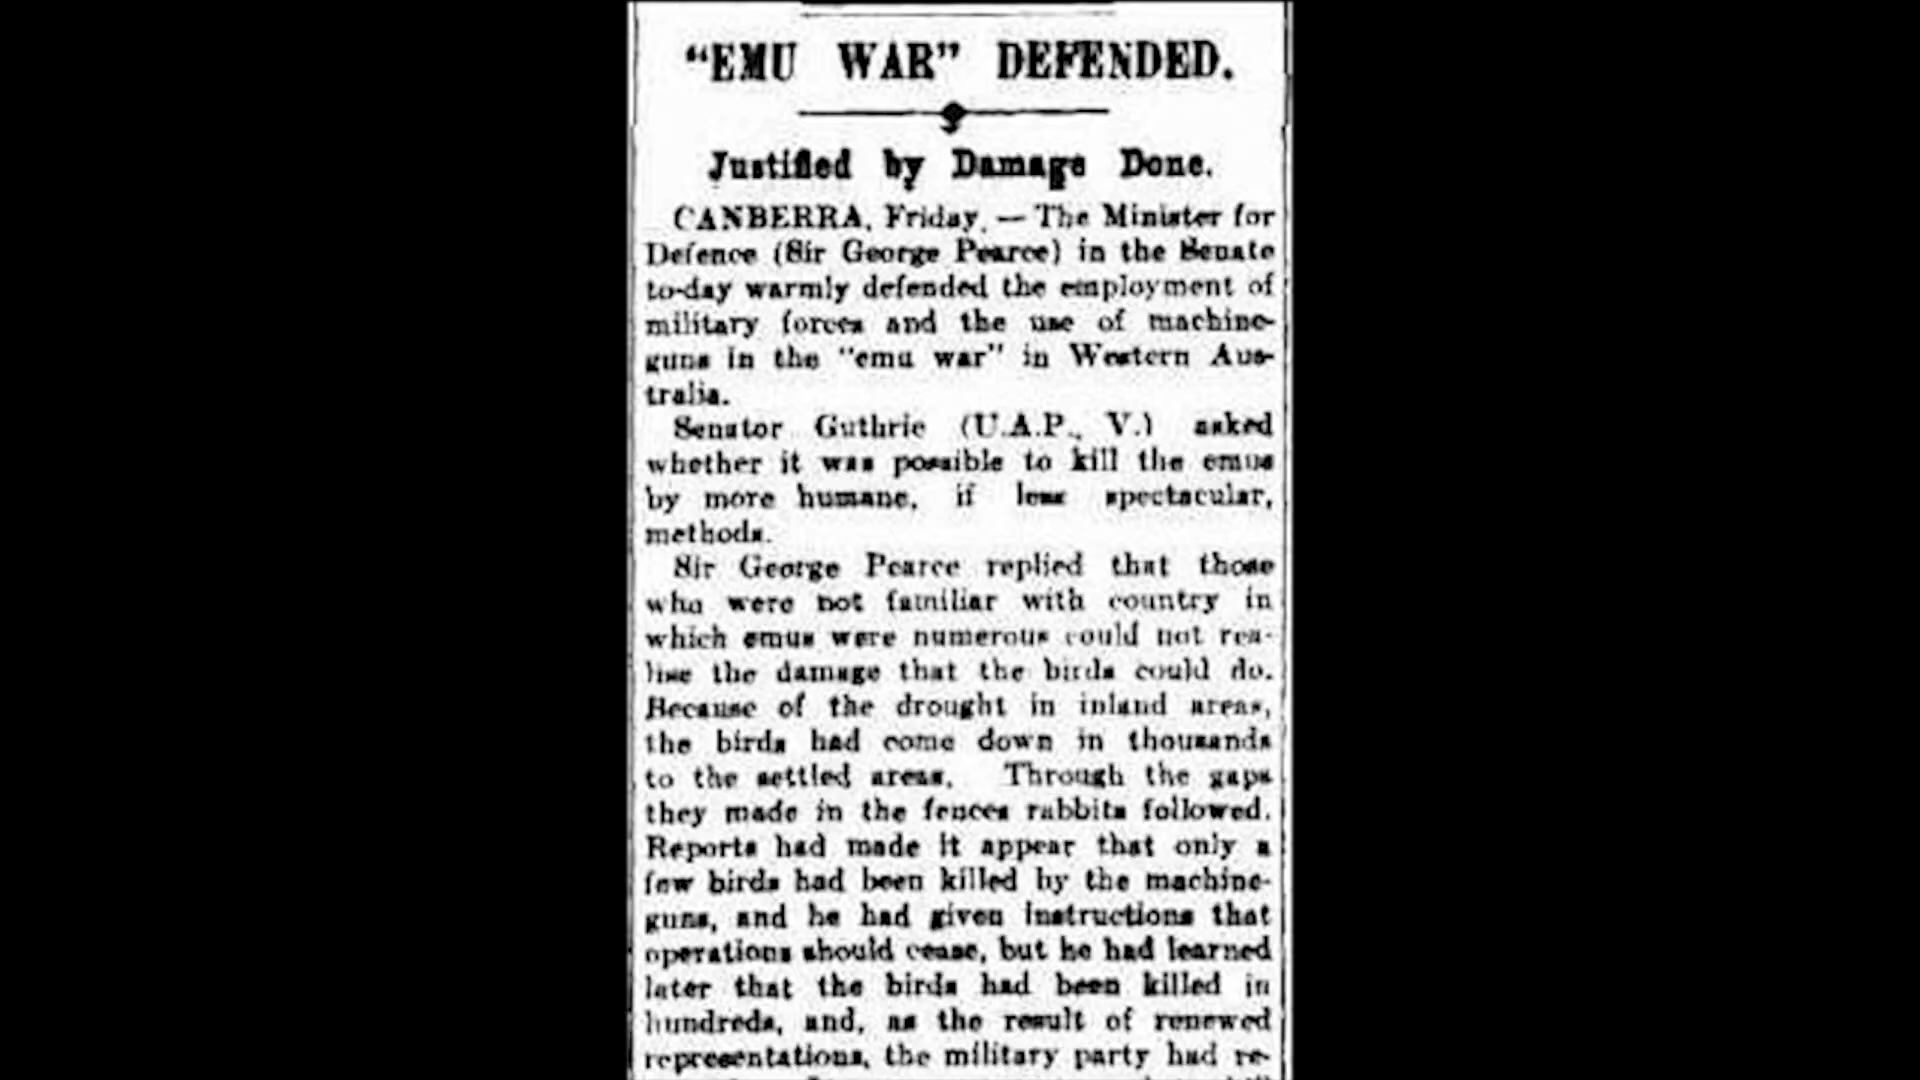 "EMU WAR" DEFENDED.
Justified by Damage Done.
CANBERRA, Friday. — The Minister for
Defence (Sir George Pearce) in the Senate
to-day warmly defended the employment of
military forces and the use of machine-
guns in the "emu war" in Western Aus-
tralia.
Senator Guthrie (U.A.P., V.) asked
whether it was possible to kill the emus
by more humane, if less spectacular,
methods.
Sir George Pearce replied that those
who were not familiar with country in
which emus were numerous could not rea-
lise the damage that the birds could do.
Because of the drought in inland areas,
the birds had come down in thousands
to the settled areas. Through the gaps
they made in the fences rabbits followed.
Reports had made it appear that only a
few birds had been killed by the machine-
guns, and he had given instructions that
operations should cease, but he had learned
later that the birds had been killed in
hundreds, and, as the result of renewed
representations, the military party had re-